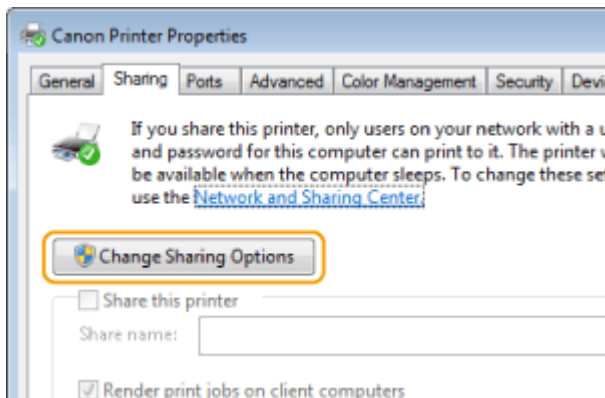 Canon Printer Properties
General Sharing Ports Advanced Color Management Security
If you share this printer, only users on your network with a
and password for this computer can print to it. The printer
be available when the computer sleeps. To change these
use the Network and Sharing Center.
Change Sharing Options
Share this printer
Share name:
Render print jobs on client computers